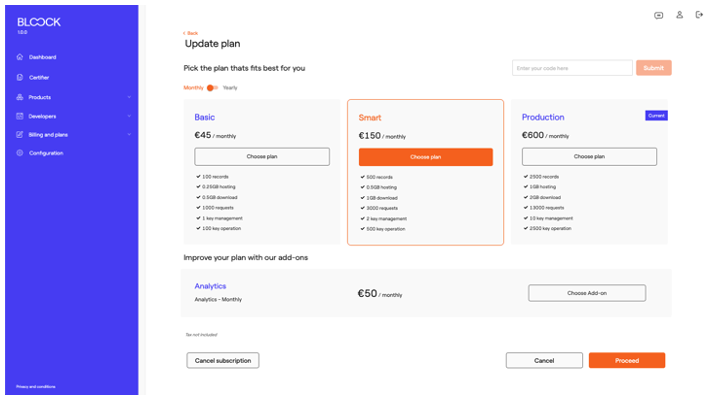 BLOOCK
1.0.0
Dashboard
Certifier
Products
Developers
Billing and plans
Configuration
Privacy and conditions
Back
Update plan
Pick the plan thats fits best for you
Enter your code here
Submit
Monthly Yearly
Basic
€45 / monthly
Choose plan
100 records
0.25GB hosting
0.5GB download
1000 requests
1 key management
100 key operation
Smart
€150 / monthly
Choose plan
500 records
0.5GB hosting
1GB download
3000 requests
2 key management
500 key operation
Production
Current
€600 / monthly
Choose plan
2500 records
1GB hosting
2GB download
13000 requests
10 key management
2500 key operation
Improve your plan with our add-ons
Analytics
Analytics - Monthly
€50 / monthly
Choose Add-on
Tax not included
Cancel subscription
Cancel
Proceed